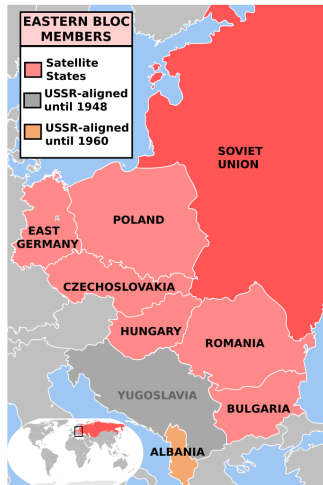 EASTERN BLOC
MEMBERS
Satellite
States
USSR-aligned
until 1948
USSR-aligned
until 1960
SOVIET
UNION
POLAND
EAST
GERMANY
CZECHOSLOVAKIA
HUNGARY
ROMANIA
YUGOSLAVIA
BULGARIA
ALBANIA